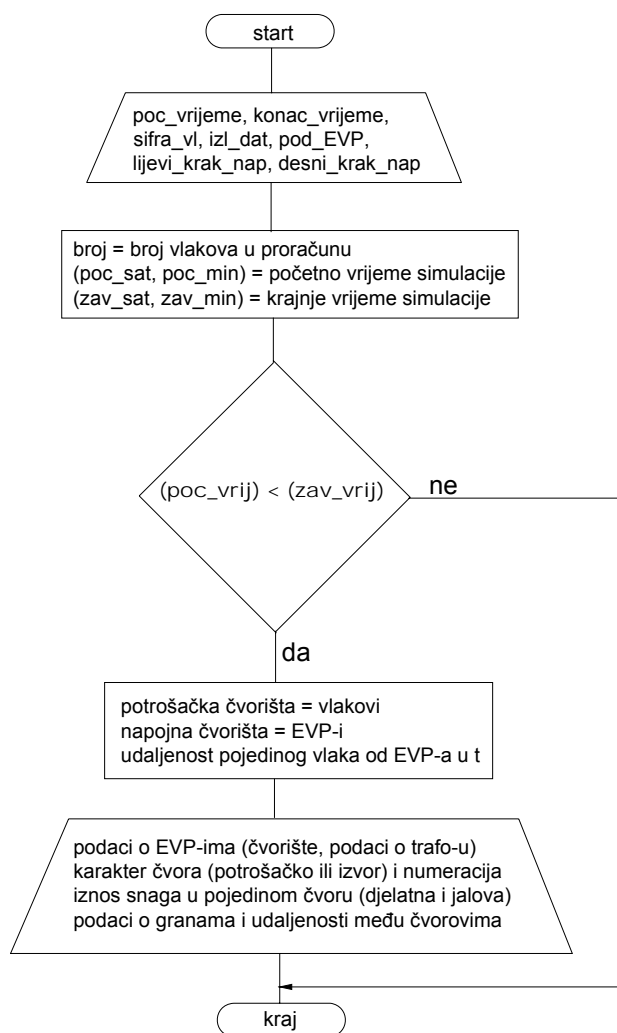 start
poc_vrijeme, konac_vrijeme,
sifra_vl, izl_dat, pod_EVP,
lijevi_krak_nap, desni_krak_nap
broj = broj vlakova u proračunu
(poc_sat, poc_min) = početno vrijeme simulacije
(zav_sat, zav_min) = krajnje vrijeme simulacije
(poc_vrij) < (zav_vrij)
ne
da
potrošačka čvorišta = vlakovi
napojna čvorišta = EVP-i
udaljenost pojedinog vlaka od EVP-a u t
podaci o EVP-ima (čvorište, podaci o trafo-u)
karakter čvora (potrošačko ili izvor) i numeracija
iznos snaga u pojedinom čvoru (djelatna i jalova)
podaci o granama i udaljenosti među čvorovima
kraj